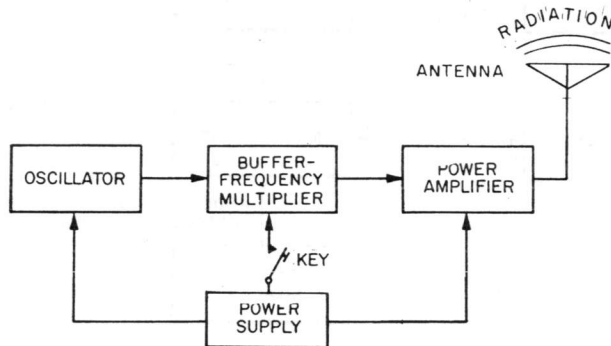 RADIATION
ANTENNA
OSCILLATOR
BUFFER-
FREQUENCY
MULTIPLIER
POWER
AMPLIFIER
KEY
POWER
SUPPLY